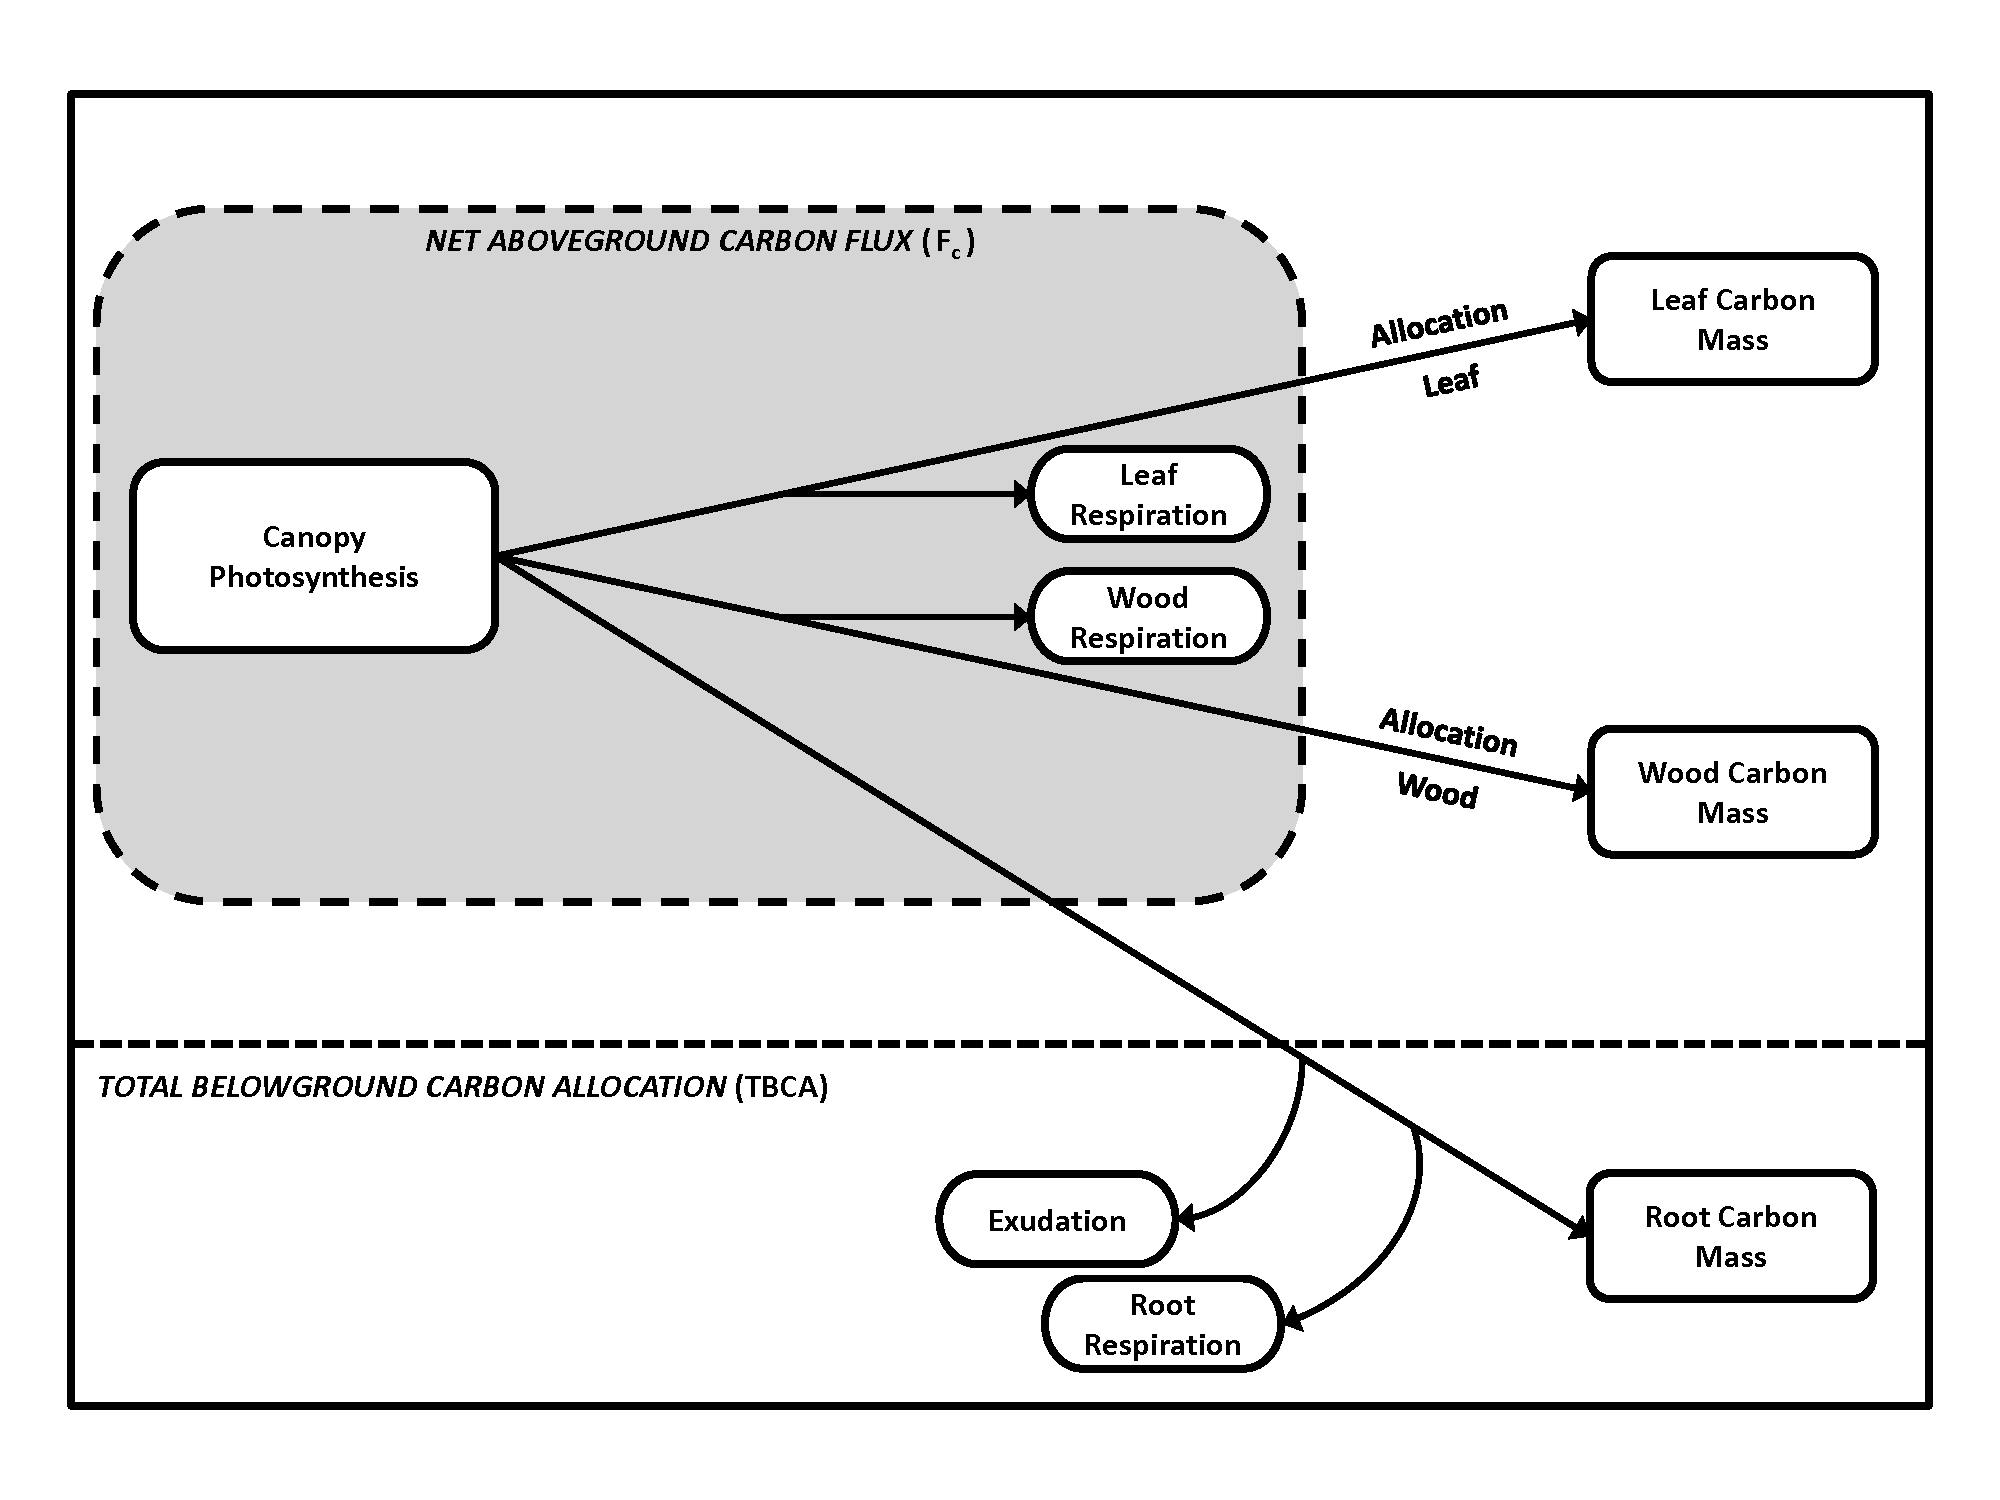 NET ABOVEGROUND CARBON FLUX (Fc)
Leaf Carbon
Mass
Allocation
Leaf
Leaf
Respiration
Canopy
Photosynthesis
Wood
Respiration
Allocation
Wood
Wood Carbon
Mass
TOTAL BELOWGROUND CARBON ALLOCATION (TBCA)
Exudation
Root Carbon
Mass
Root
Respiration